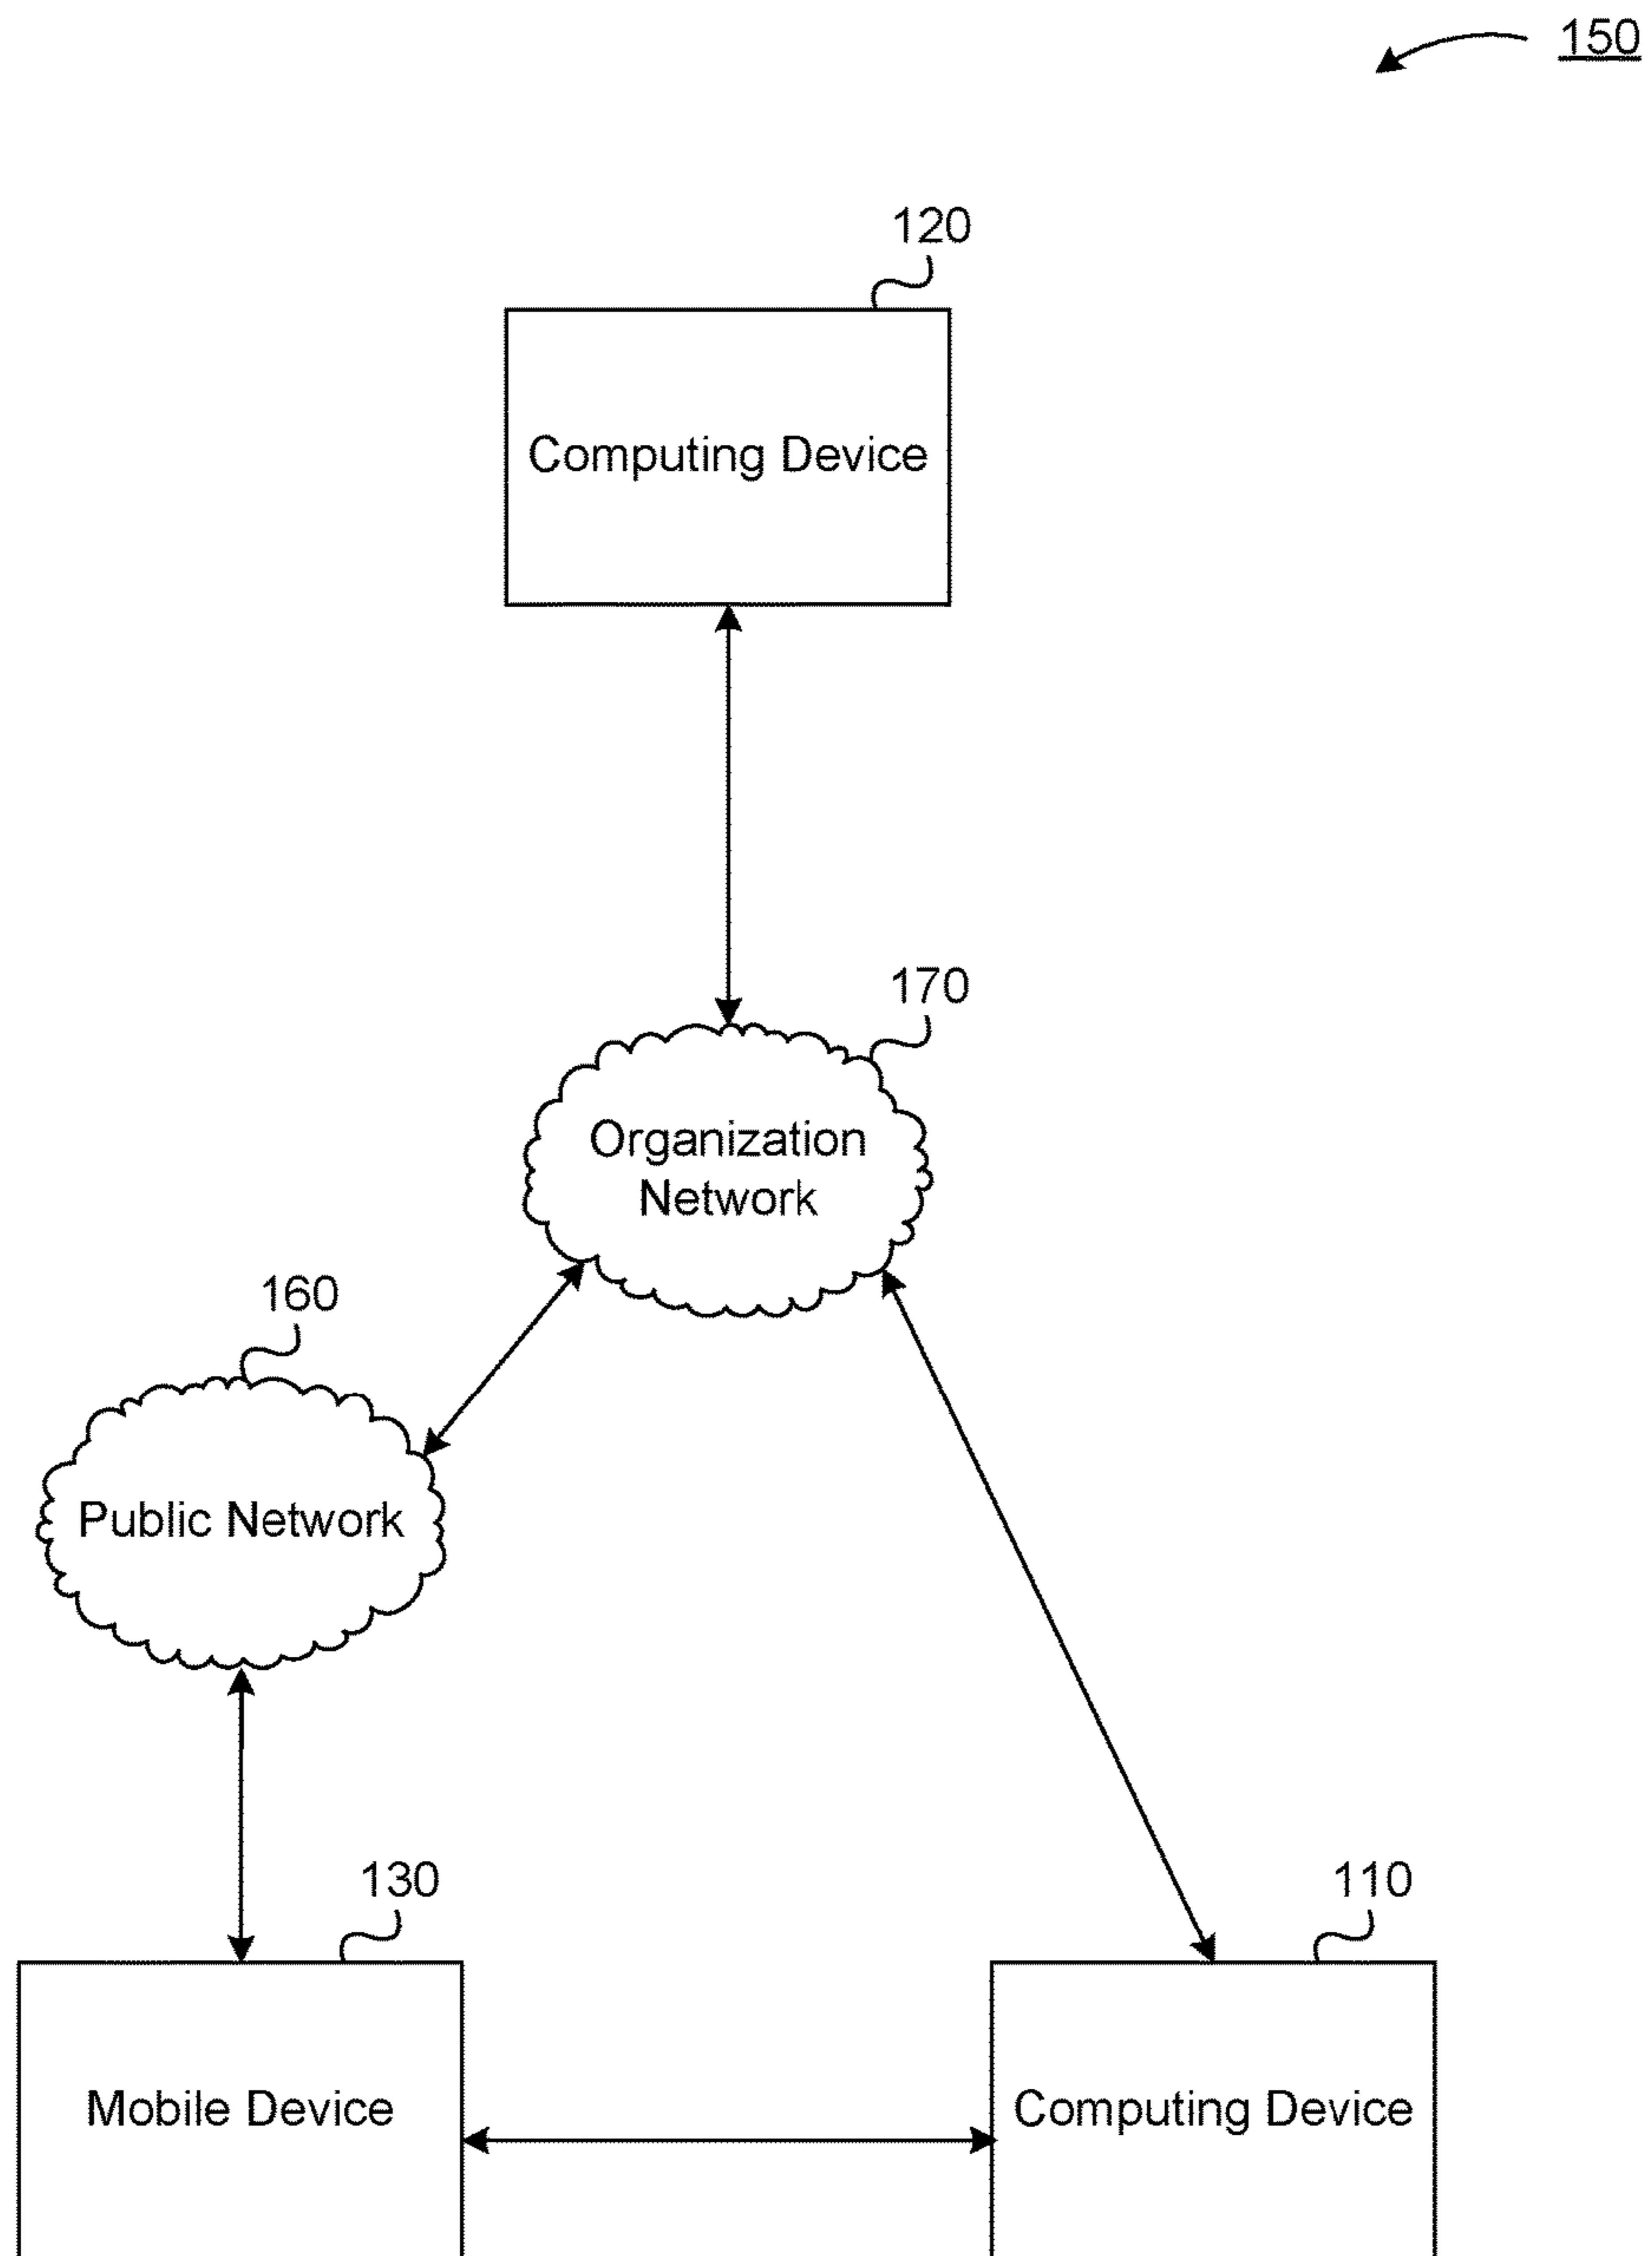 150
120
Computing Device
170
Organization
Network
160
Public Network
130
110
Mobile Device
Computing Device